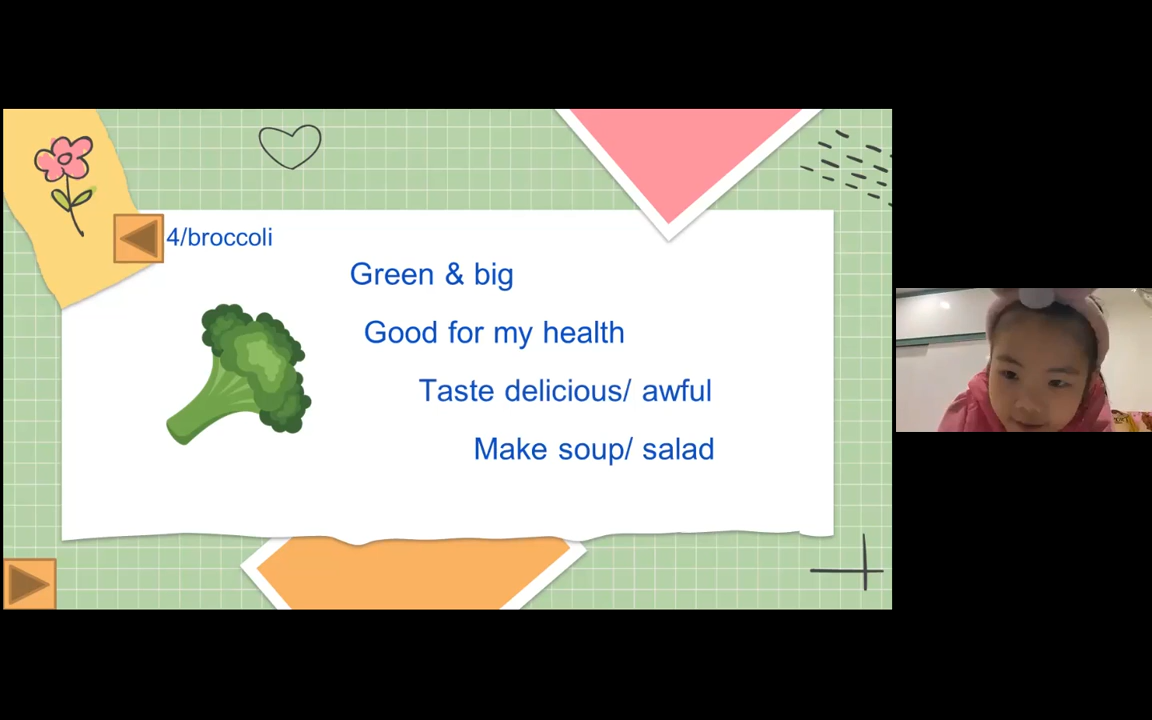 4/broccoli
Green & big
Good for my health
Taste delicious/ awful
Make soup/ salad